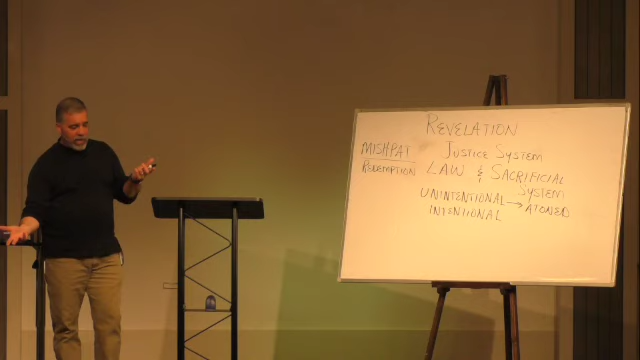 REVELATION
MISHPAT JUSTICE SYSTEM
REDEMPTION LAW & SACRIFICIAL
SYSTEM
UNINTENTIONAL → ATONED
INTENTIONAL